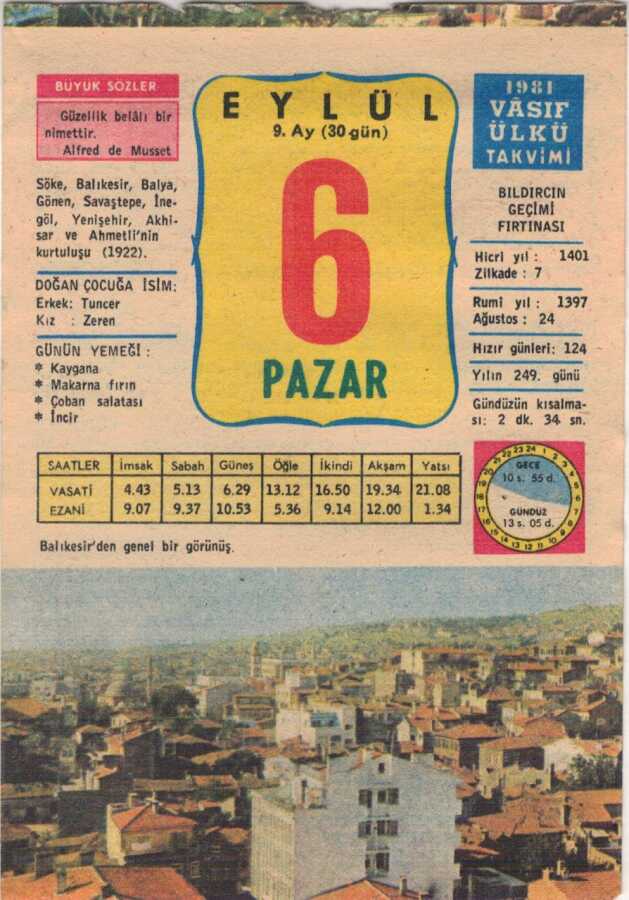 BÜYÜK SÖZLER
Güzellik belâlı bir
nimettir.
Alfred de Musset
Söke, Balıkesir, Balya,
Gönen, Savaştepe, İne-
göl, Yenişehir, Akhi-
sar ve Ahmetli'nin
kurtuluşu (1922).
DOĞAN ÇOCUĞA İSİM:
Erkek: Tuncer
Kız : Zeren
GÜNÜN YEMEĞİ :
* Kaygana
* Makarna fırın
* Çoban salatası
* İncir
EYLÜL
9. Ay (30 gün)
6
PAZAR
1981
VÂSIF
ÜLKÜ
TAKVİMİ
BILDIRCIN
GEÇİMİ
FIRTINASI
Hicri yıl : 1401
Zilkade : 7
Rumi yıl : 1397
Ağustos : 24
Hızır günleri: 124
Yılın 249. günü
Gündüzün kısalma-
sı: 2 dk. 34 sn.
SAATLER İmsak Sabah Güneş Öğle İkindi Akşam Yatsı
VASATİ 4.43 5.13 6.29 13.12 16.50 19.34 21.08
EZANİ 9.07 9.37 10.53 5.36 9.14 12.00 1.34
GECE
10 s. 55 d.
GÜNDÜZ
13 s. 05 d.
Balıkesir'den genel bir görünüş.